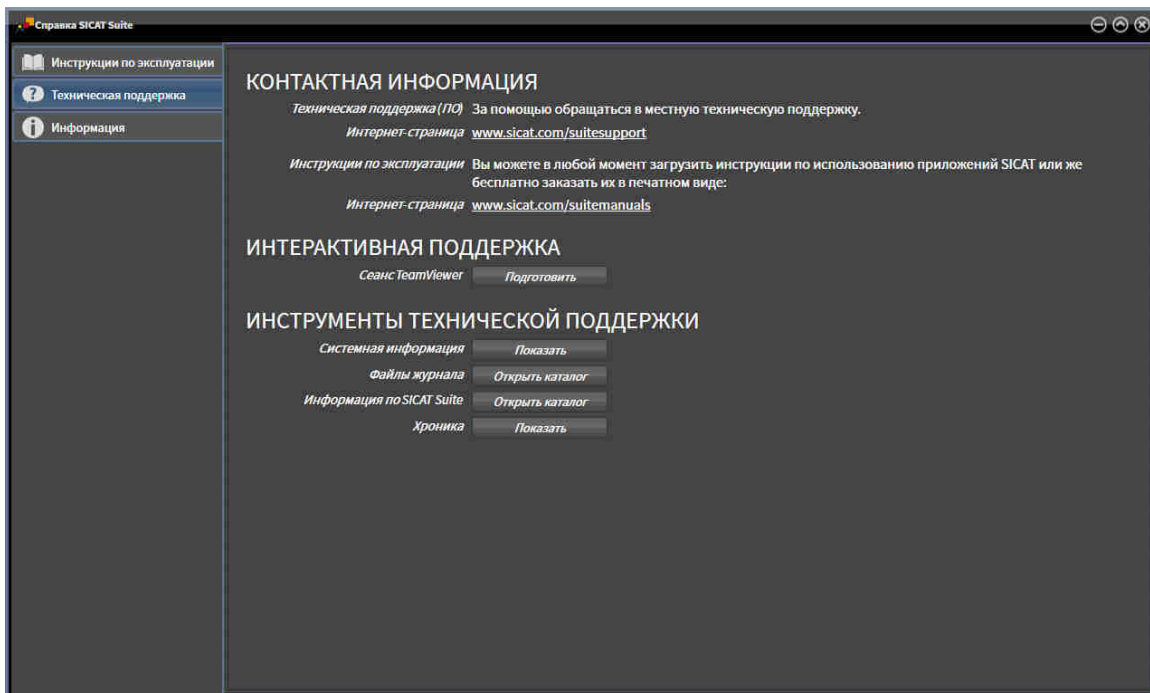 Справка SICAT Suite
Инструкции по эксплуатации
Техническая поддержка
Информация
КОНТАКТНАЯ ИНФОРМАЦИЯ
Техническая поддержка (ПО) За помощью обращаться в местную техническую поддержку.
Интернет-страница www.sicat.com/suitesupport
Инструкции по эксплуатации Вы можете в любой момент загрузить инструкции по использованию приложений SICAT или же
бесплатно заказать их в печатном виде:
Интернет-страница www.sicat.com/suitemanuals
ИНТЕРАКТИВНАЯ ПОДДЕРЖКА
Сеанс TeamViewer Подготовить
ИНСТРУМЕНТЫ ТЕХНИЧЕСКОЙ ПОДДЕРЖКИ
Системная информация Показать
Файлы журнала Открыть каталог
Информация по SICAT Suite Открыть каталог
Хроника Показать